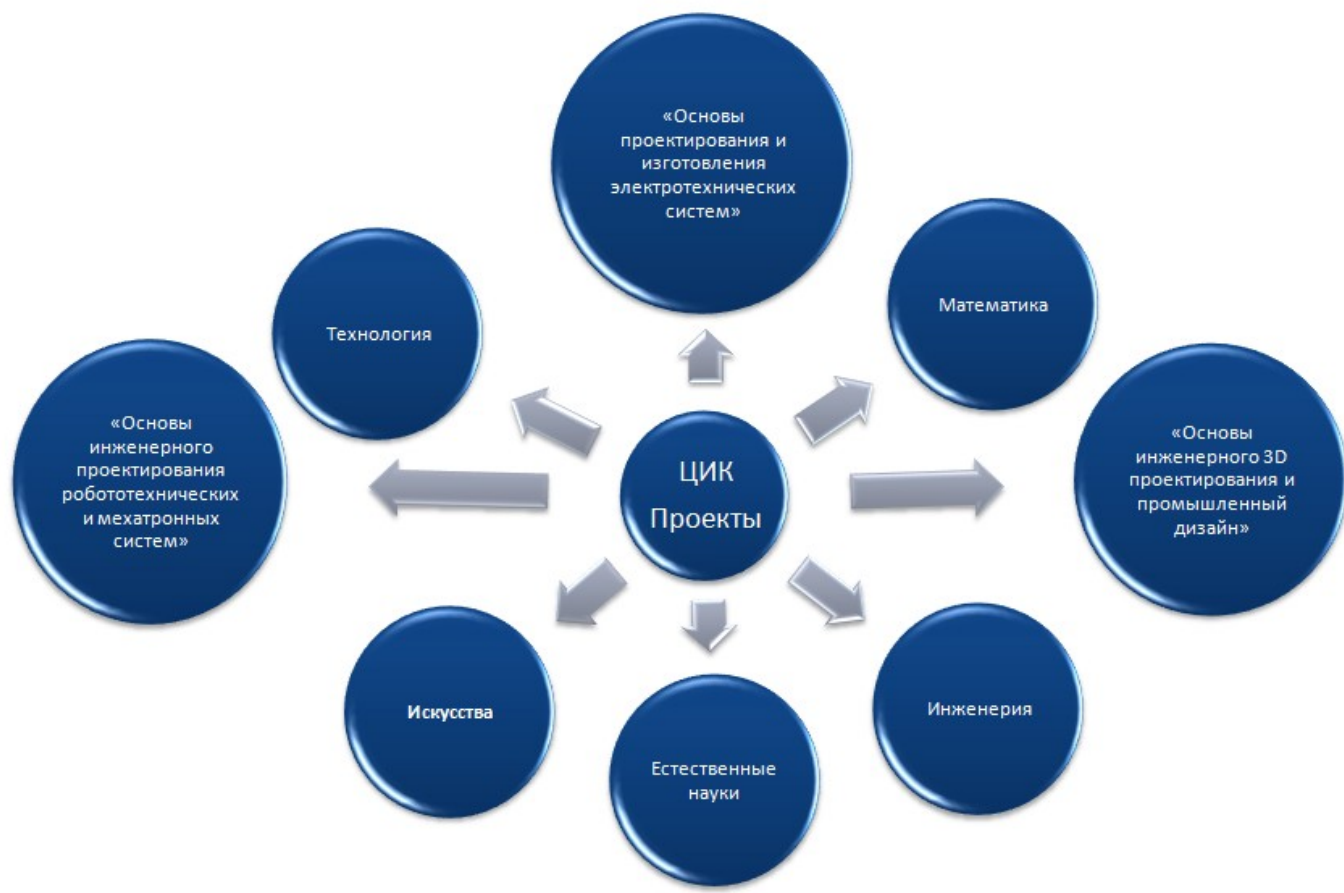 «Основы
проектирования и
изготовления
электротехнических
систем»
Технология
Математика
«Основы
инженерного
проектирования
робототехнических
и мехатронных
систем»
ЦИК
Проекты
«Основы
инженерного 3D
проектирования и
промышленный
дизайн»
Искусства
Естественные
науки
Инженерия